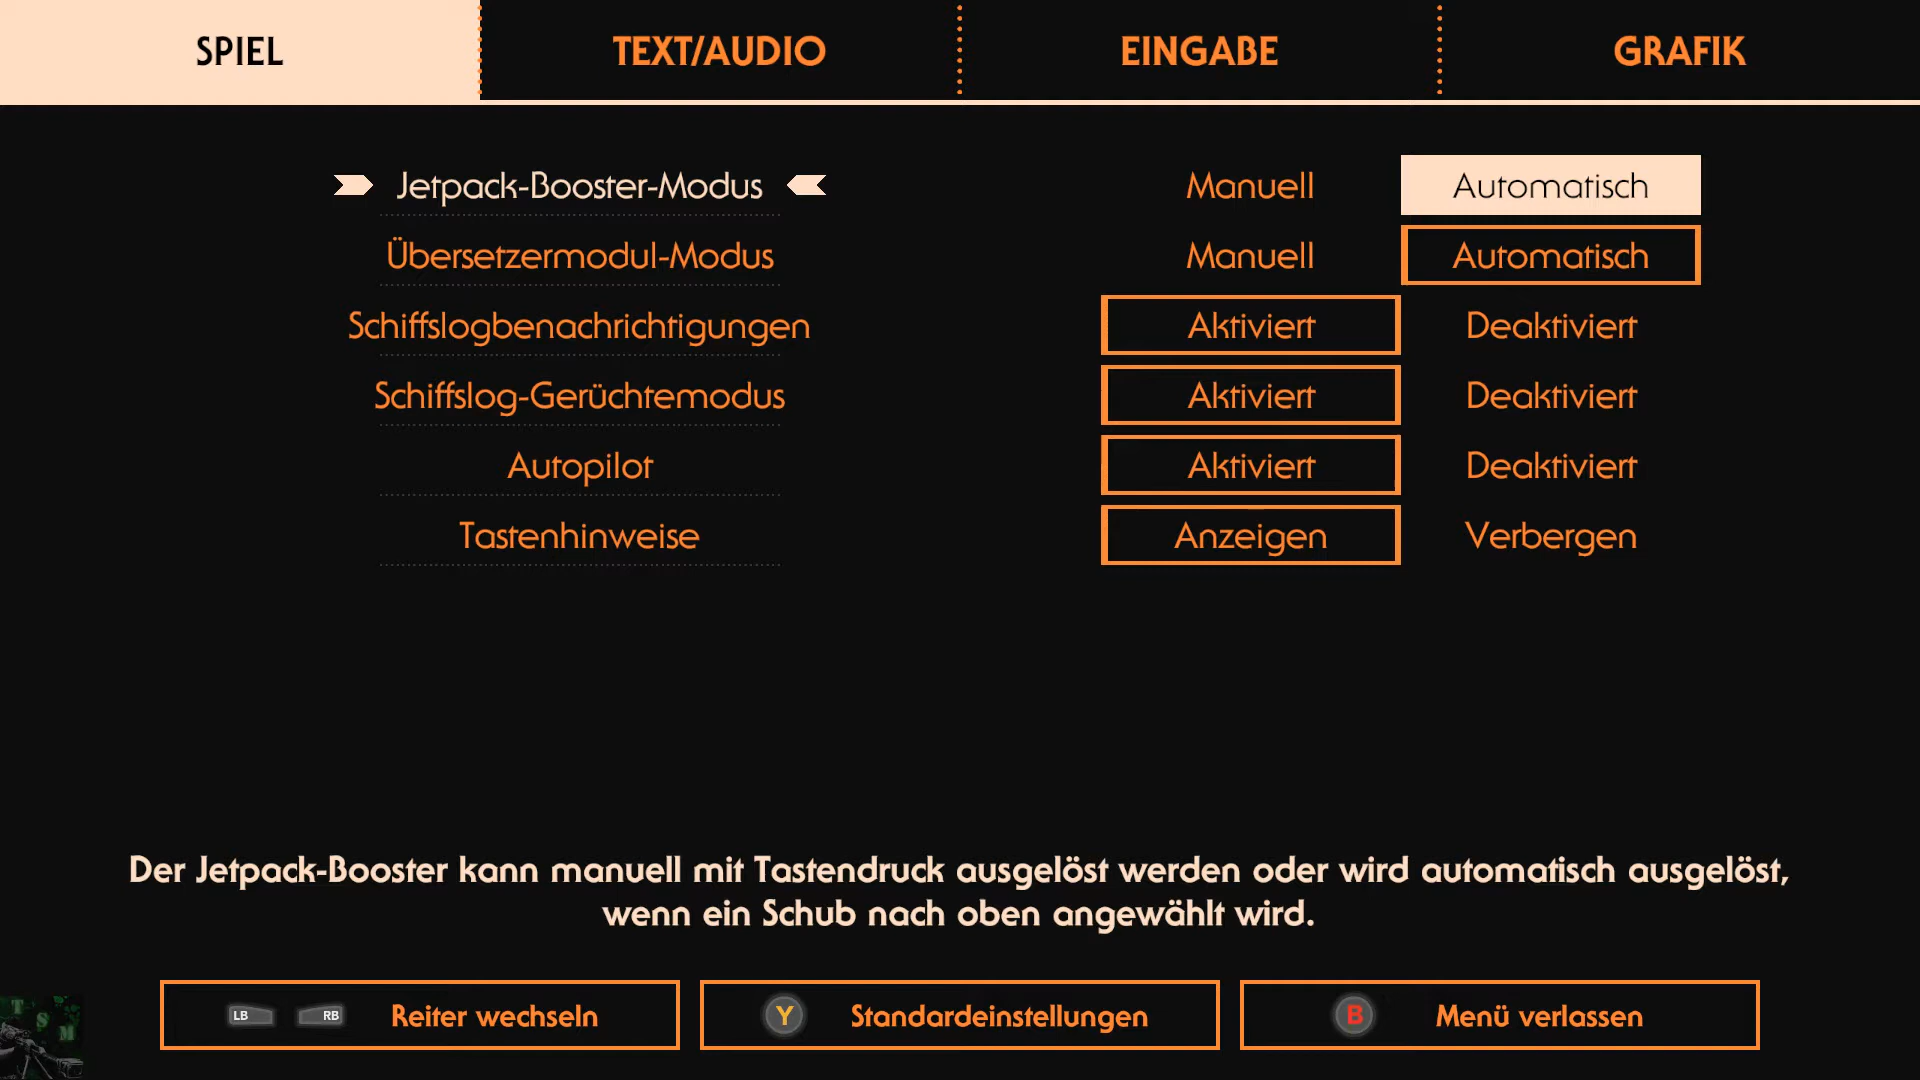 SPIEL TEXT/AUDIO EINGABE GRAFIK
Jetpack-Booster-Modus Manuell Automatisch
Übersetzermodul-Modus Manuell Automatisch
Schiffslogbenachrichtigungen Aktiviert Deaktiviert
Schiffslog-Gerüchtemodus Aktiviert Deaktiviert
Autopilot Aktiviert Deaktiviert
Tastenhinweise Anzeigen Verbergen
Der Jetpack-Booster kann manuell mit Tastendruck ausgelöst werden oder wird automatisch ausgelöst,
wenn ein Schub nach oben angewählt wird.
LB RB Reiter wechseln Y Standardeinstellungen B Menü verlassen
T S M